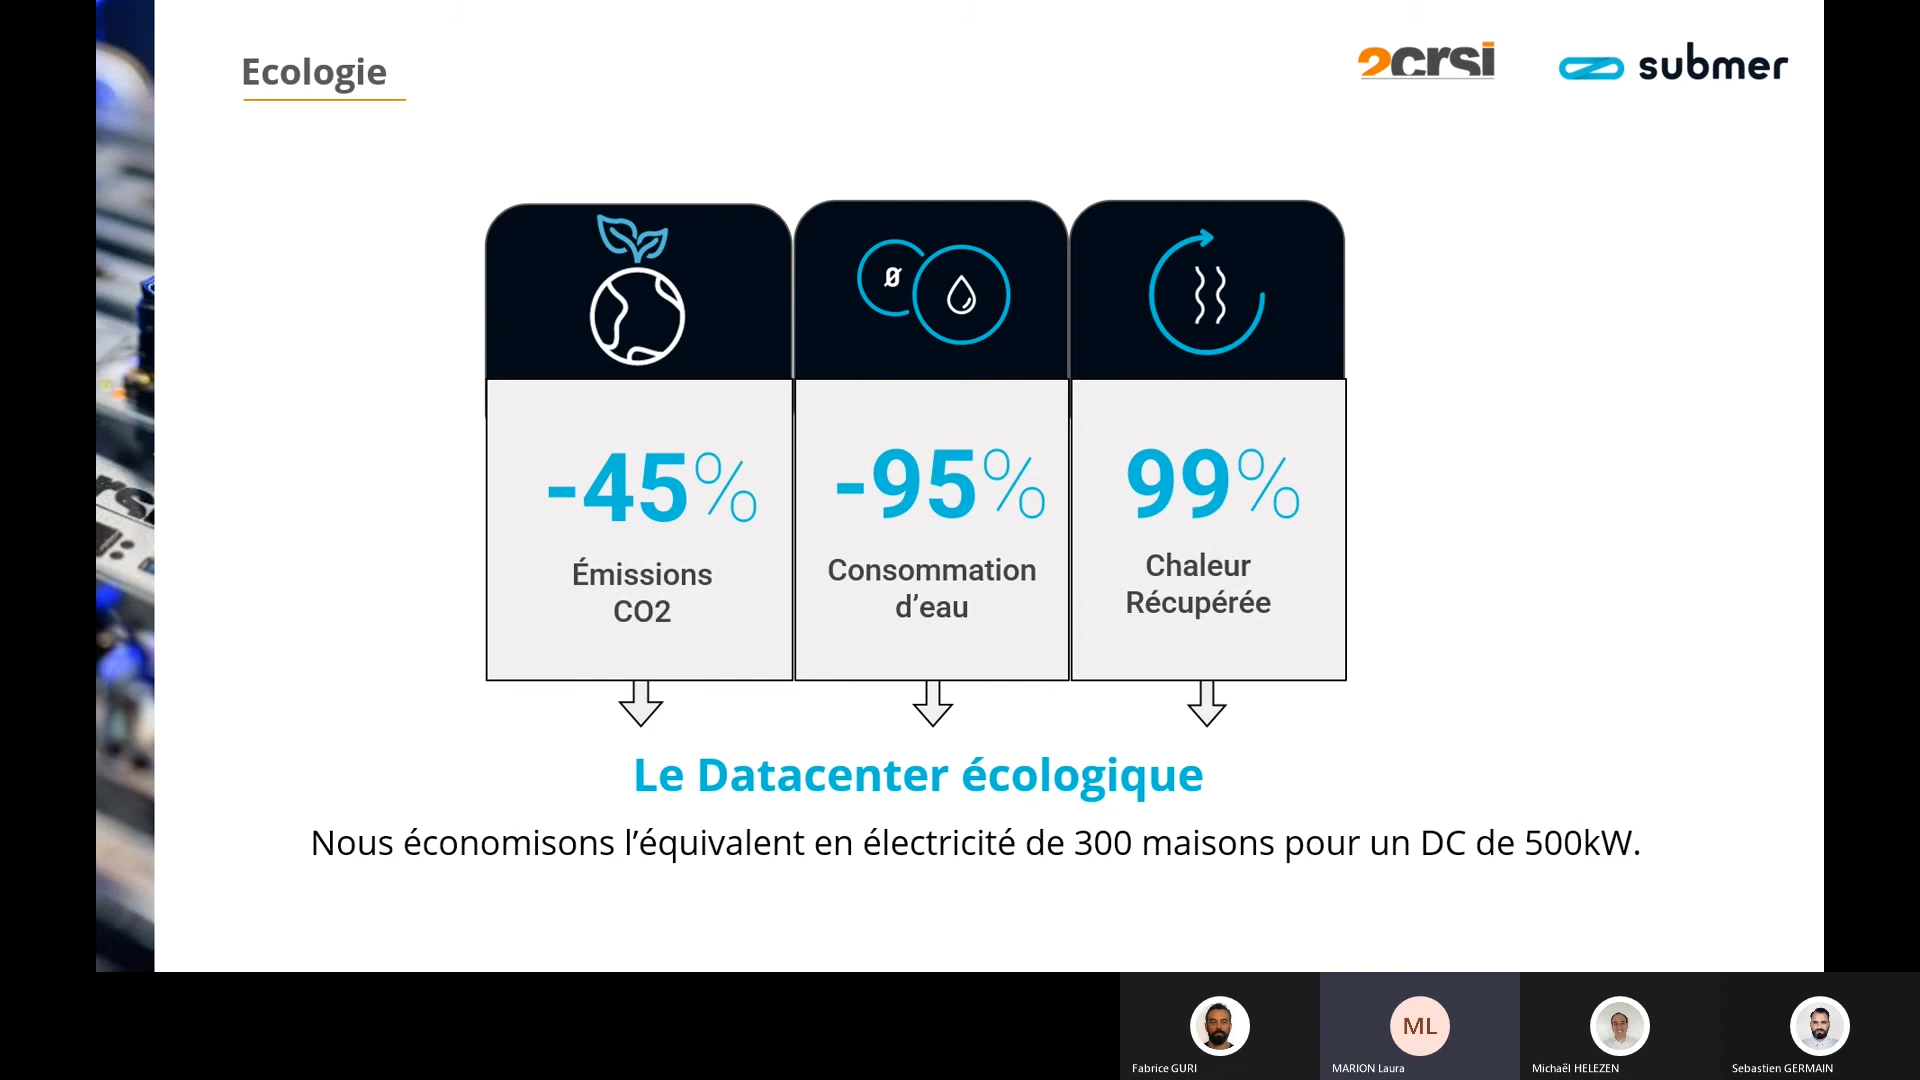 Ecologie
2crsi
submer
Ø
-45%
Émissions
CO2
-95%
Consommation
d’eau
99%
Chaleur
Récupérée
Le Datacenter écologique
Nous économisons l’équivalent en électricité de 300 maisons pour un DC de 500kW.
ML
Fabrice GURI
MARION Laura
Michaël HELEZEN
Sebastien GERMAIN